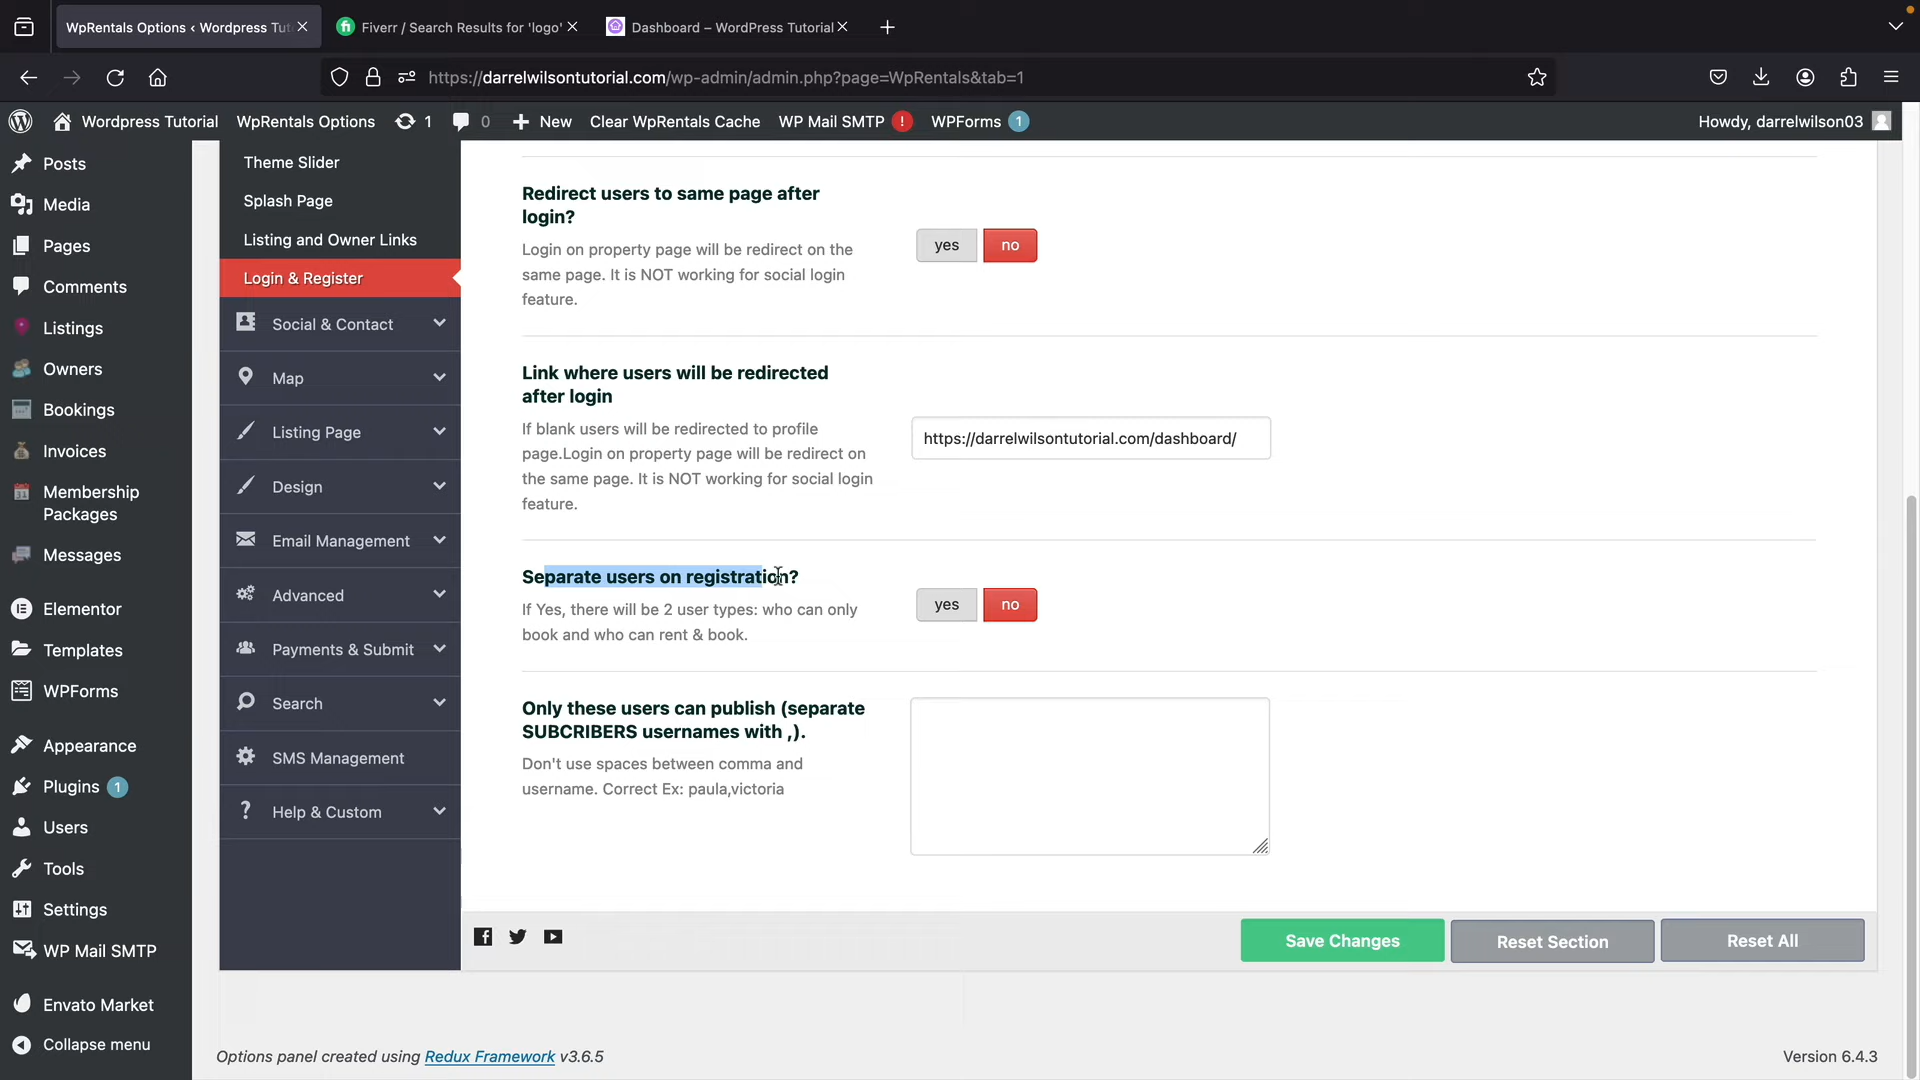 WpRentals Options ‹ Wordpress Tut
Fiverr / Search Results for 'logo'
Dashboard – WordPress Tutorial
https://darrelwilsontutorial.com/wp-admin/admin.php?page=WpRentals&tab=1
Wordpress Tutorial
WpRentals Options
1
0
New
Clear WpRentals Cache
WP Mail SMTP !
WPForms 1
Howdy, darrelwilson03
Posts
Media
Pages
Comments
Listings
Owners
Bookings
Invoices
Membership
Packages
Messages
Elementor
Templates
WPForms
Appearance
Plugins 1
Users
Tools
Settings
WP Mail SMTP
Envato Market
Collapse menu
Theme Slider
Splash Page
Listing and Owner Links
Login & Register
Social & Contact
Map
Listing Page
Design
Email Management
Advanced
Payments & Submit
Search
SMS Management
Help & Custom
Redirect users to same page after
login?
Login on property page will be redirect on the
same page. It is NOT working for social login
feature.
yes no
Link where users will be redirected
after login
If blank users will be redirected to profile
page.Login on property page will be redirect on
the same page. It is NOT working for social login
feature.
https://darrelwilsontutorial.com/dashboard/
Separate users on registration?
If Yes, there will be 2 user types: who can only
book and who can rent & book.
yes no
Only these users can publish (separate
SUBCRIBERS usernames with ,).
Don't use spaces between comma and
username. Correct Ex: paula,victoria
Save Changes
Reset Section
Reset All
Options panel created using Redux Framework v3.6.5
Version 6.4.3